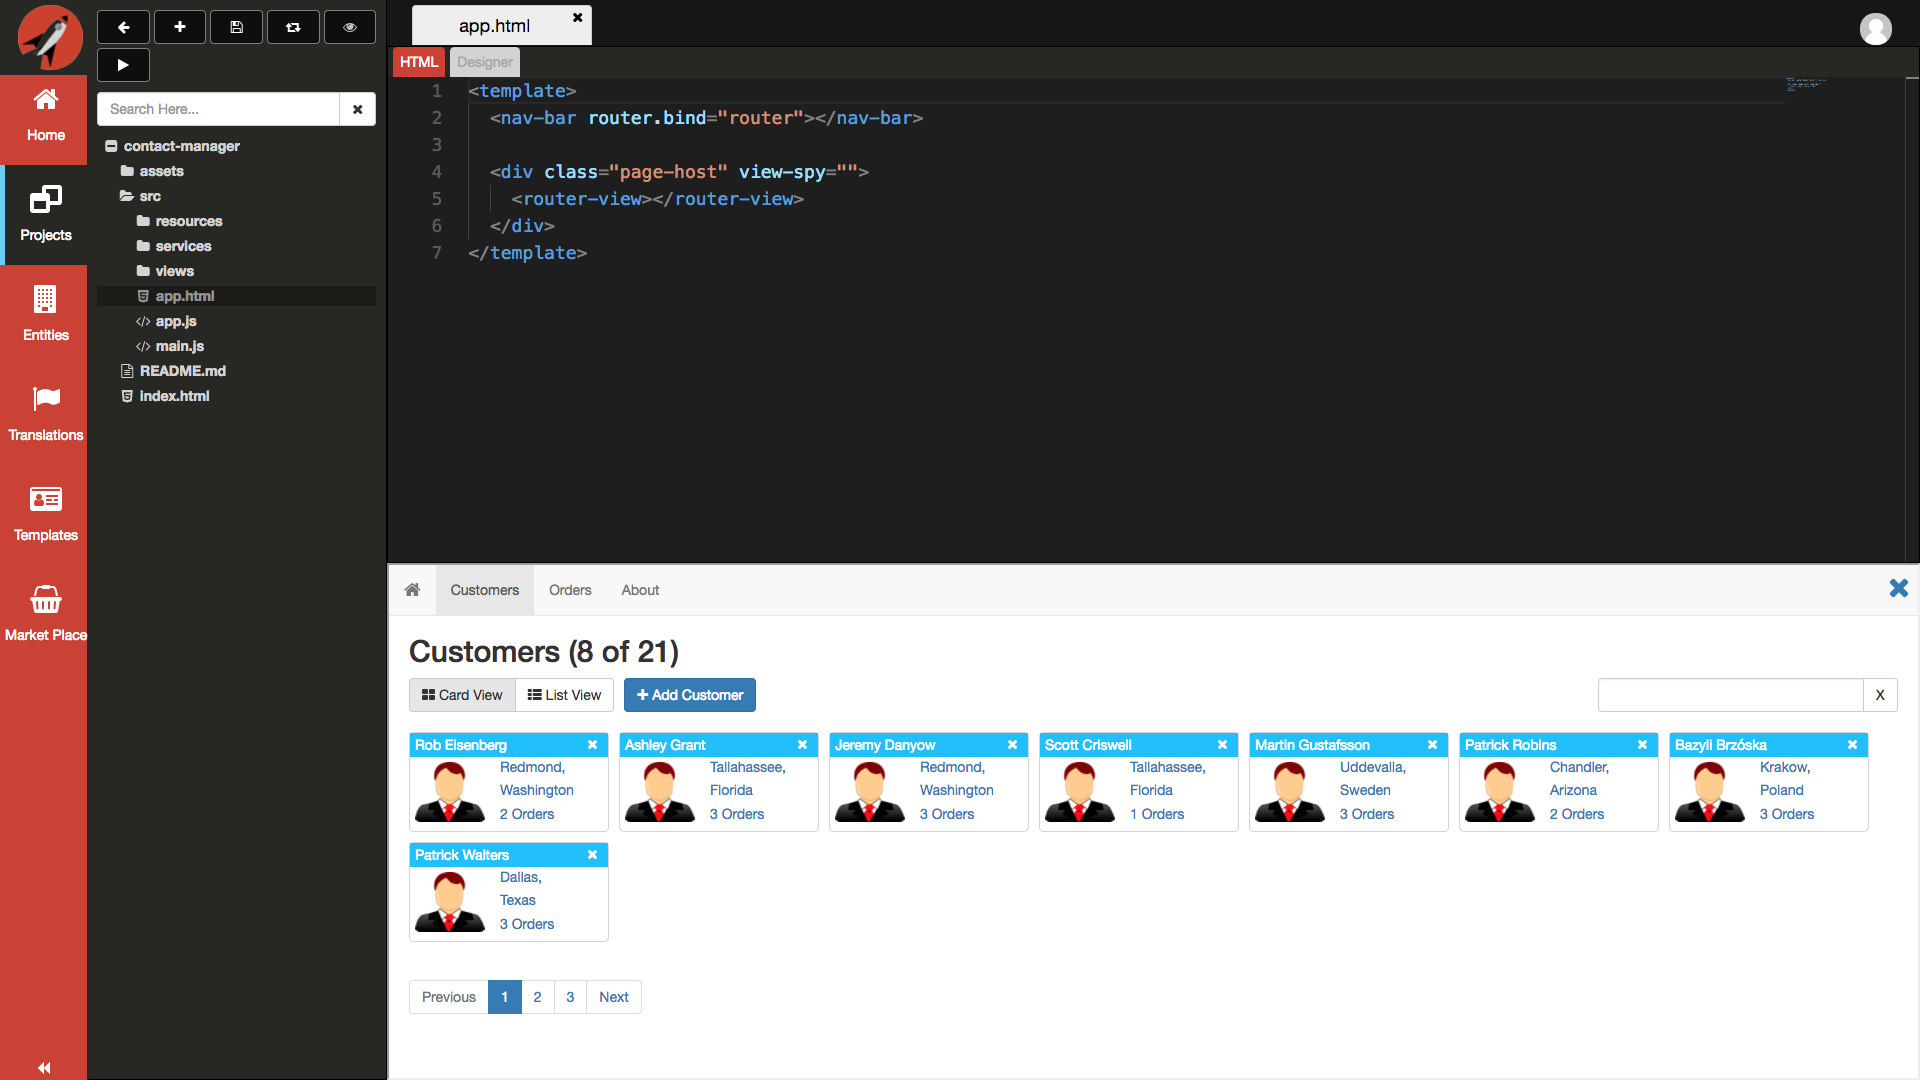 Home
Projects
Entities
Translations
Templates
Market Place
Search Here...
contact-manager
assets
src
resources
services
views
app.html
app.js
main.js
README.md
index.html
app.html
HTML
Designer
1 <template>
2 <nav-bar router.bind="router"></nav-bar>
3
4 <div class="page-host" view-spy="">
5 <router-view></router-view>
6 </div>
7 </template>
Customers Orders About
Customers (8 of 21)
Card View List View Add Customer X
Rob Eisenberg
Redmond,
Washington
2 Orders
Ashley Grant
Tallahassee,
Florida
3 Orders
Jeremy Danyow
Redmond,
Washington
3 Orders
Scott Criswell
Tallahassee,
Florida
1 Orders
Martin Gustafsson
Uddevalla,
Sweden
3 Orders
Patrick Robins
Chandler,
Arizona
2 Orders
Bazyli Brzóska
Krakow,
Poland
3 Orders
Patrick Walters
Dallas,
Texas
3 Orders
Previous 1 2 3 Next